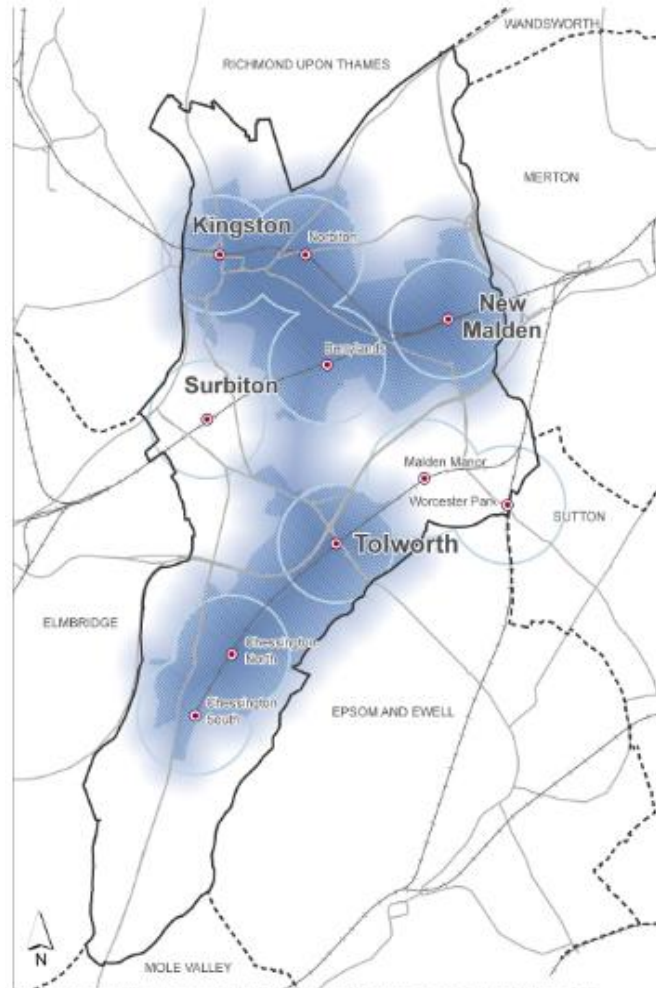 WANDSWORTH
RICHMOND UPON THAMES
MERTON
Kingston
Norbiton
New
Malden
Berrylands
Surbiton
Malden Manor
Worcester Park
SUTTON
Tolworth
ELMBRIDGE
Chessington
North
Chessington
South
EPSOM AND EWELL
N
MOLE VALLEY